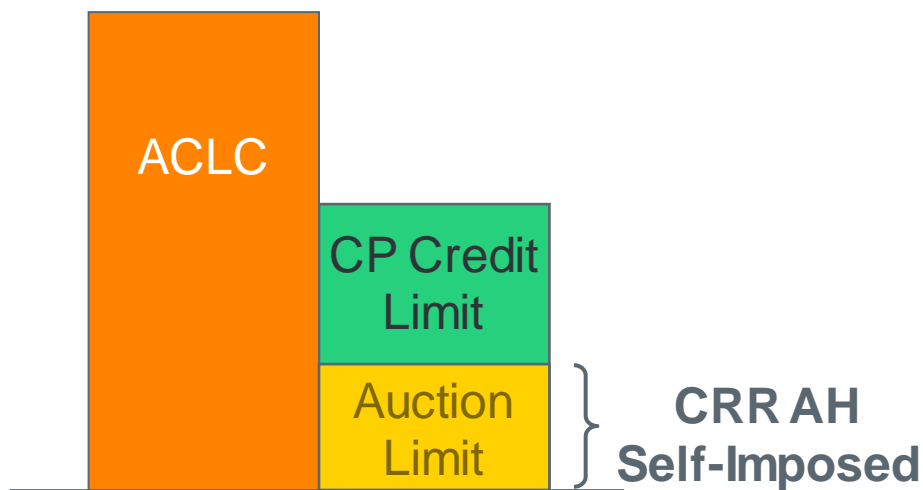 ACLC
CP Credit
Limit
Auction
Limit
CRR AH
Self-Imposed